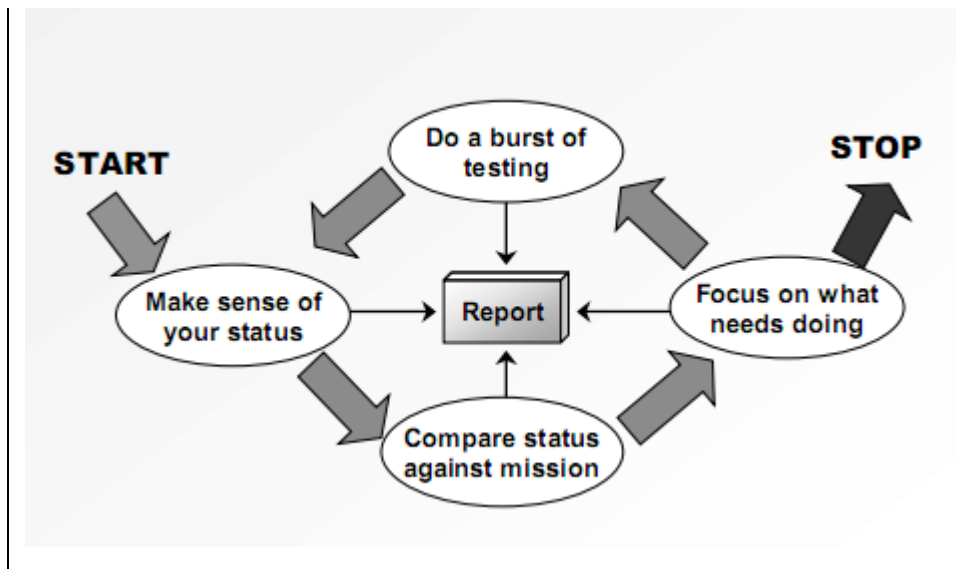 START
Do a burst of
testing
STOP
Make sense of
your status
Report
Focus on what
needs doing
Compare status
against mission